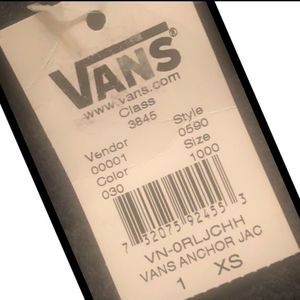 VANS®
www.vans.com
Class
3845
Vendor Style
00001 0590
Color Size
030 1000
7 32075 92455 3
VN-0RLJCHH
VANS ANCHOR JAC
1 XS